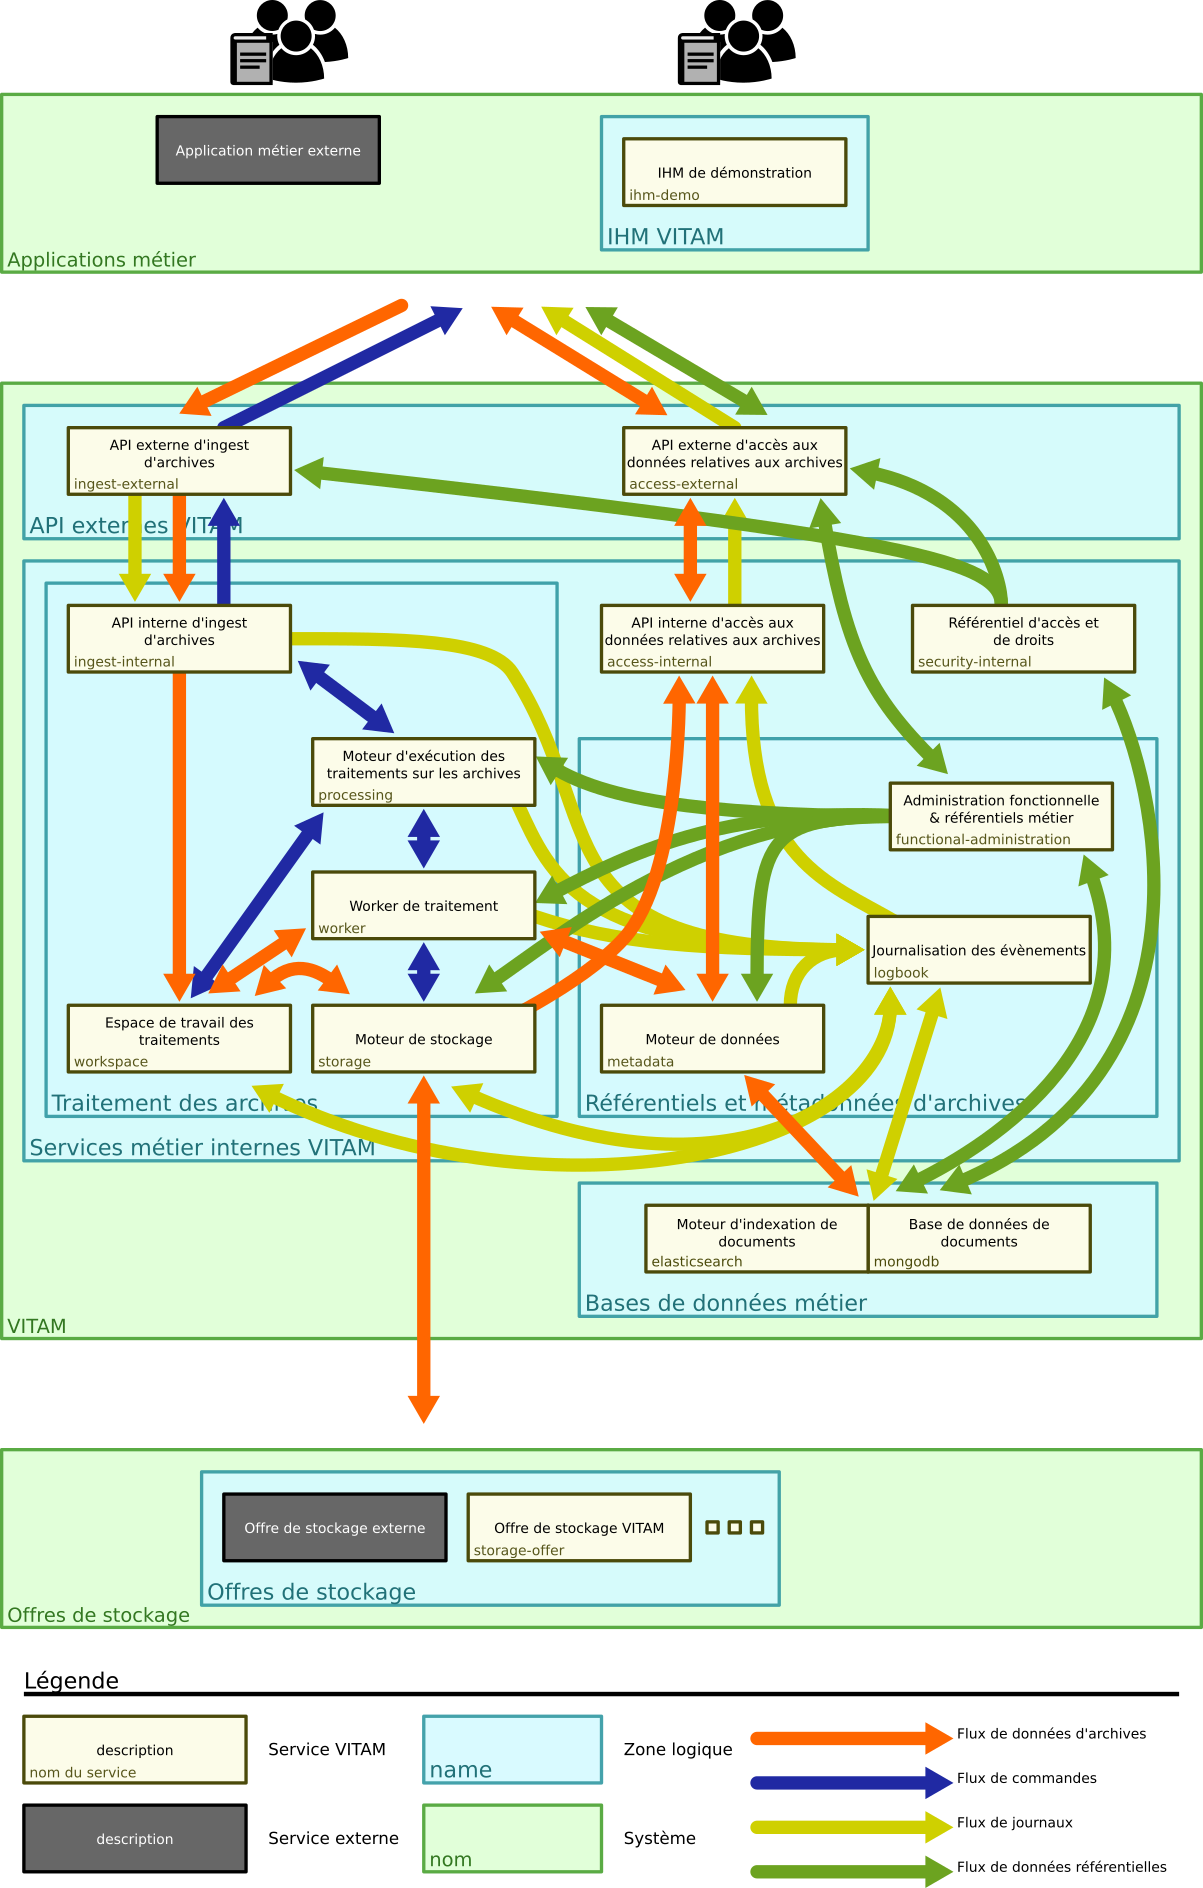 Application métier externe
IHM de démonstration
ihm-demo
IHM VITAM
Applications métier
API externe d'ingest
d'archives
ingest-external
API externe d'accès aux
données relatives aux archives
access-external
API externes VITAM
API interne d'ingest
d'archives
ingest-internal
API interne d'accès aux
données relatives aux archives
access-internal
Référentiel d'accès et
de droits
security-internal
Moteur d'exécution des
traitements sur les archives
processing
Administration fonctionnelle
& référentiels métier
functional-administration
Worker de traitement
worker
Journalisation des évènements
logbook
Espace de travail des
traitements
workspace
Moteur de stockage
storage
Moteur de données
metadata
Traitement des archives
Référentiels et métadonnées d'archives
Services métier internes VITAM
Moteur d'indexation de
documents
elasticsearch
Base de données de
documents
mongodb
Bases de données métier
VITAM
Offre de stockage externe
Offre de stockage VITAM
storage-offer
Offres de stockage
Offres de stockage
Légende
description
nom du service
Service VITAM
name
Zone logique
description
Service externe
nom
Système
Flux de données d'archives
Flux de commandes
Flux de journaux
Flux de données référentielles